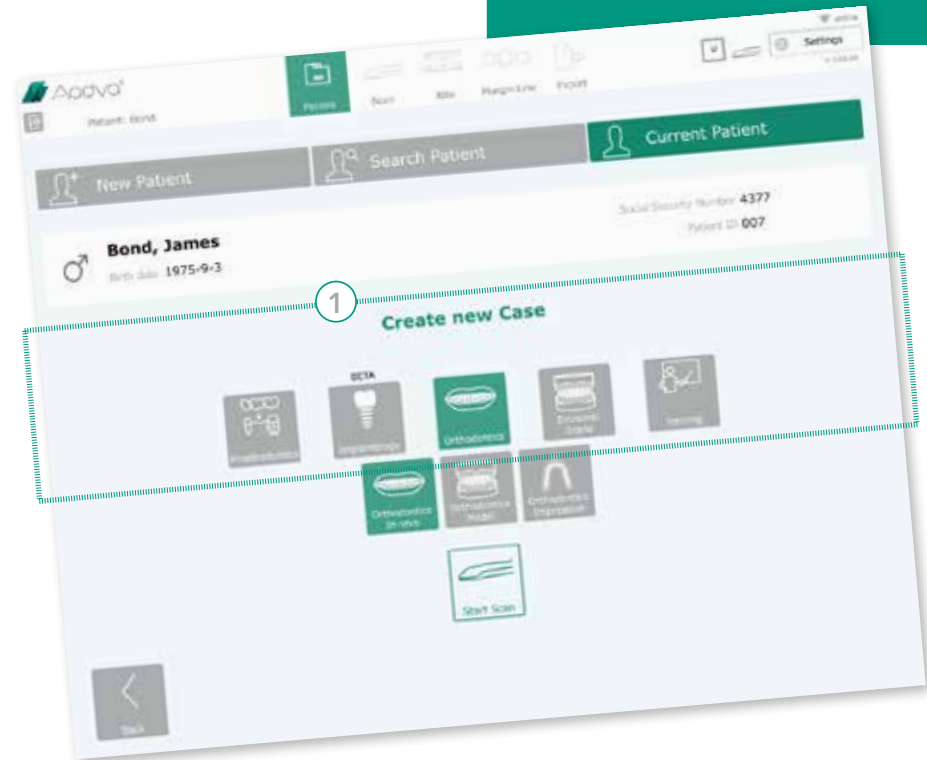 online
Settings
Aadva
Patient: Bond
Patient
Scan
Bite
Margin Line
Export
New Patient
Search Patient
Current Patient
Bond, James
Birth date 1975-9-3
Social Security Number 4377
Patient ID 007
1
Create new Case
BETA
Prosthodontics
Implantology
Orthodontics
Training
Orthodontics
In-vivo
Orthodontics
Model
Orthodontics
Impression
Start Scan
Back